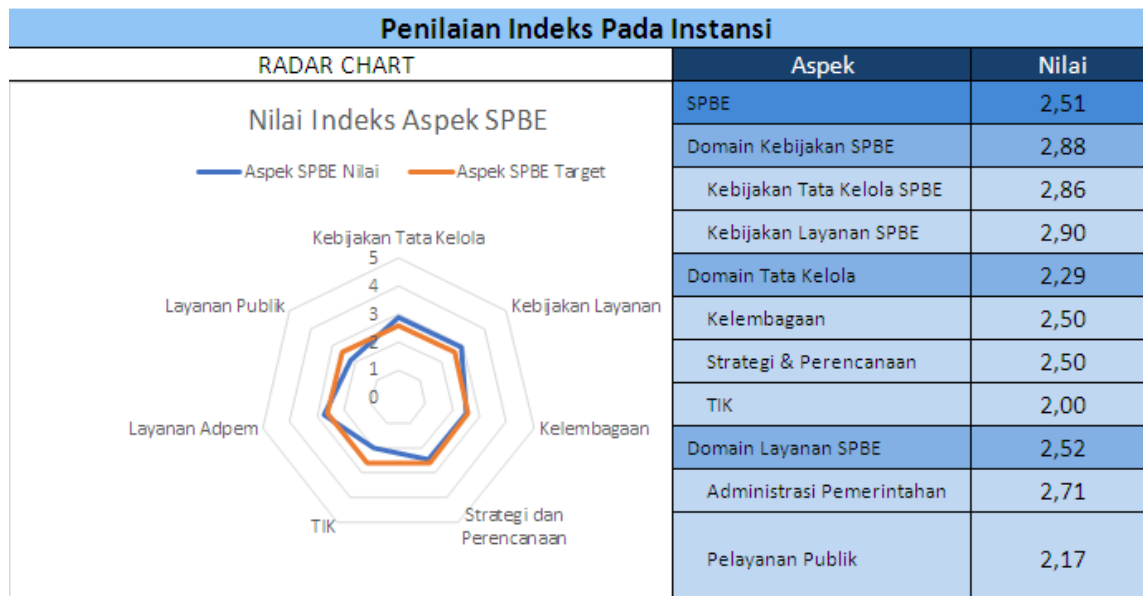 Penilaian Indeks Pada Instansi
RADAR CHART
Nilai Indeks Aspek SPBE
Aspek SPBE Nilai
Aspek SPBE Target
Kebijakan Tata Kelola
5
4
3
2
1
0
Kebijakan Layanan
Kelembagaan
Strategi dan
Perencanaan
TIK
Layanan Adpem
Layanan Publik
Aspek Nilai
SPBE 2,51
Domain Kebijakan SPBE 2,88
Kebijakan Tata Kelola SPBE 2,86
Kebijakan Layanan SPBE 2,90
Domain Tata Kelola 2,29
Kelembagaan 2,50
Strategi & Perencanaan 2,50
TIK 2,00
Domain Layanan SPBE 2,52
Administrasi Pemerintahan 2,71
Pelayanan Publik 2,17